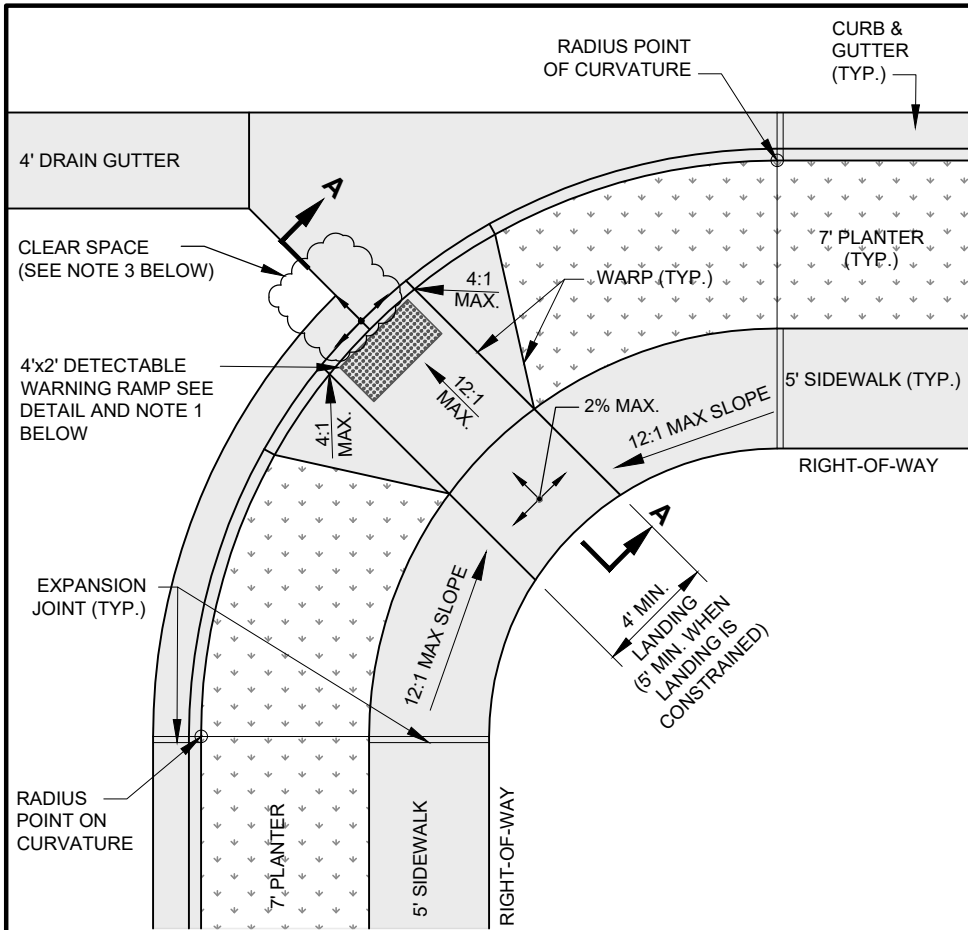 RADIUS POINT
OF CURVATURE
CURB &
GUTTER
(TYP.)
4' DRAIN GUTTER
A
CLEAR SPACE
(SEE NOTE 3 BELOW)
7' PLANTER
(TYP.)
4:1
MAX.
WARP (TYP.)
4'x2' DETECTABLE
WARNING RAMP SEE
DETAIL AND NOTE 1
BELOW
12:1
MAX.
4:1
MAX.
2% MAX.
12:1 MAX SLOPE
5' SIDEWALK (TYP.)
RIGHT-OF-WAY
A
EXPANSION
JOINT (TYP.)
12:1 MAX SLOPE
4' MIN.
LANDING
(5' MIN. WHEN
LANDING IS
CONSTRAINED)
RADIUS
POINT ON
CURVATURE
7' PLANTER
5' SIDEWALK
RIGHT-OF-WAY